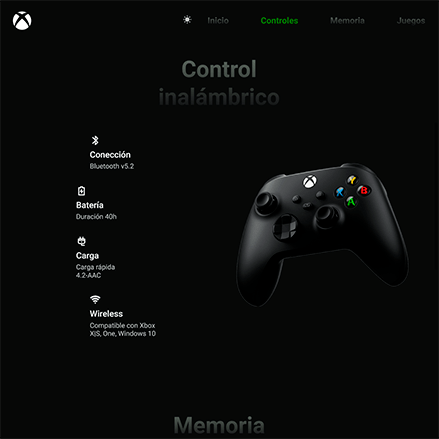 Inicio
Controles
Memoría
Juegos
Control
inalámbrico
Conección
Bluetooth v5.2
Batería
Duración 40h
Carga
Carga rápida
4.2-AAC
Wireless
Compatible con Xbox
X|S, One, Windows 10
Y
X
B
A
Memoria